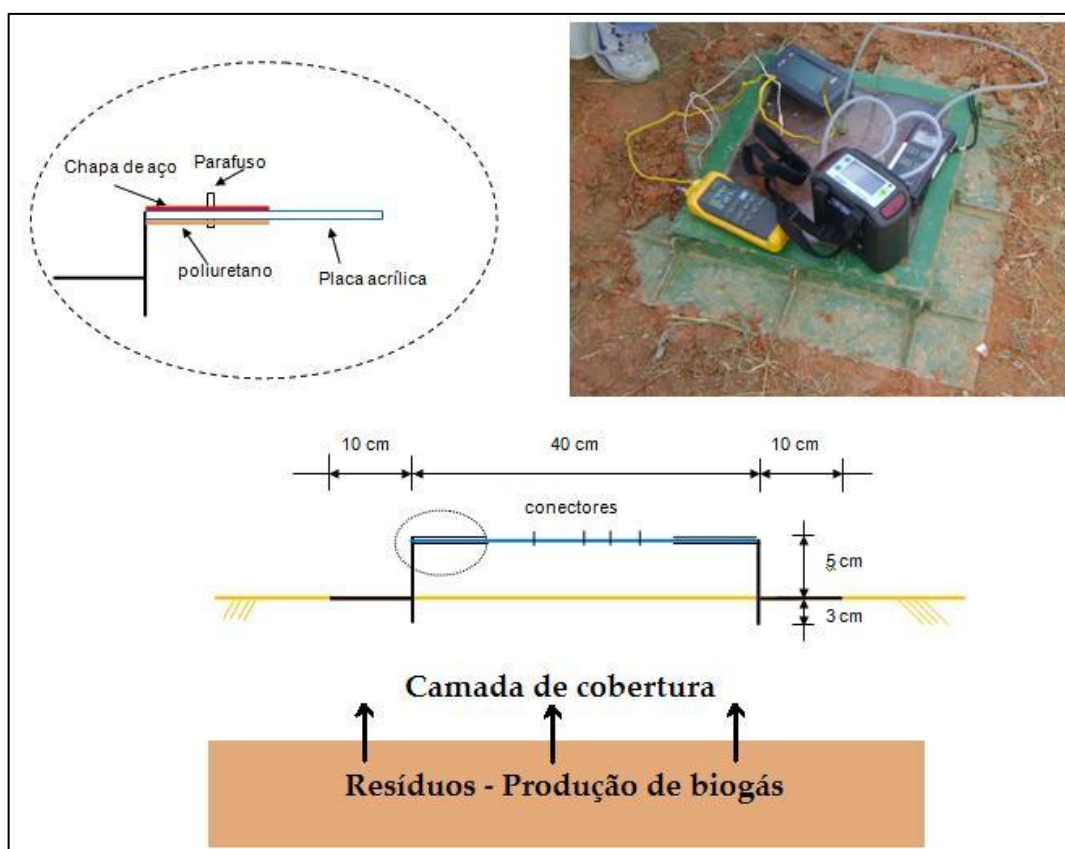 Chapa de aço
Parafuso
poliuretano
Placa acrílica
10 cm
40 cm
10 cm
conectores
5 cm
3 cm
Camada de cobertura
Resíduos - Produção de biogás